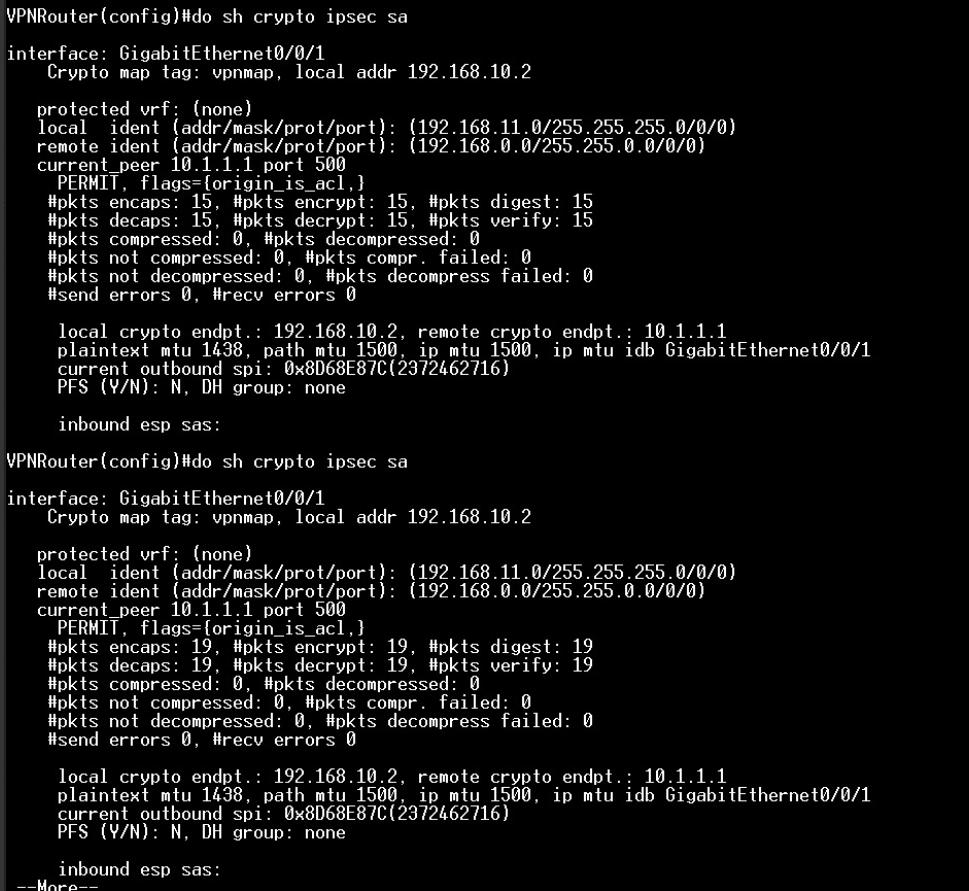 VPNRouter(config)#do sh crypto ipsec sa
interface: GigabitEthernet0/0/1
Crypto map tag: vpnmap, local addr 192.168.10.2
protected vrf: (none)
local  ident (addr/mask/prot/port): (192.168.11.0/255.255.255.0/0/0)
remote ident (addr/mask/prot/port): (192.168.0.0/255.255.0.0/0/0)
current_peer 10.1.1.1 port 500
PERMIT, flags={origin_is_acl,}
#pkts encaps: 15, #pkts encrypt: 15, #pkts digest: 15
#pkts decaps: 15, #pkts decrypt: 15, #pkts verify: 15
#pkts compressed: 0, #pkts decompressed: 0
#pkts not compressed: 0, #pkts compr. failed: 0
#pkts not decompressed: 0, #pkts decompress failed: 0
#send errors 0, #recv errors 0
local crypto endpt.: 192.168.10.2, remote crypto endpt.: 10.1.1.1
plaintext mtu 1438, path mtu 1500, ip mtu 1500, ip mtu idb GigabitEthernet0/0/1
current outbound spi: 0x8D68E87C(2372462716)
PFS (Y/N): N, DH group: none
inbound esp sas:
VPNRouter(config)#do sh crypto ipsec sa
interface: GigabitEthernet0/0/1
Crypto map tag: vpnmap, local addr 192.168.10.2
protected vrf: (none)
local  ident (addr/mask/prot/port): (192.168.11.0/255.255.255.0/0/0)
remote ident (addr/mask/prot/port): (192.168.0.0/255.255.0.0/0/0)
current_peer 10.1.1.1 port 500
PERMIT, flags={origin_is_acl,}
#pkts encaps: 19, #pkts encrypt: 19, #pkts digest: 19
#pkts decaps: 19, #pkts decrypt: 19, #pkts verify: 19
#pkts compressed: 0, #pkts decompressed: 0
#pkts not compressed: 0, #pkts compr. failed: 0
#pkts not decompressed: 0, #pkts decompress failed: 0
#send errors 0, #recv errors 0
local crypto endpt.: 192.168.10.2, remote crypto endpt.: 10.1.1.1
plaintext mtu 1438, path mtu 1500, ip mtu 1500, ip mtu idb GigabitEthernet0/0/1
current outbound spi: 0x8D68E87C(2372462716)
PFS (Y/N): N, DH group: none
inbound esp sas:
--More--